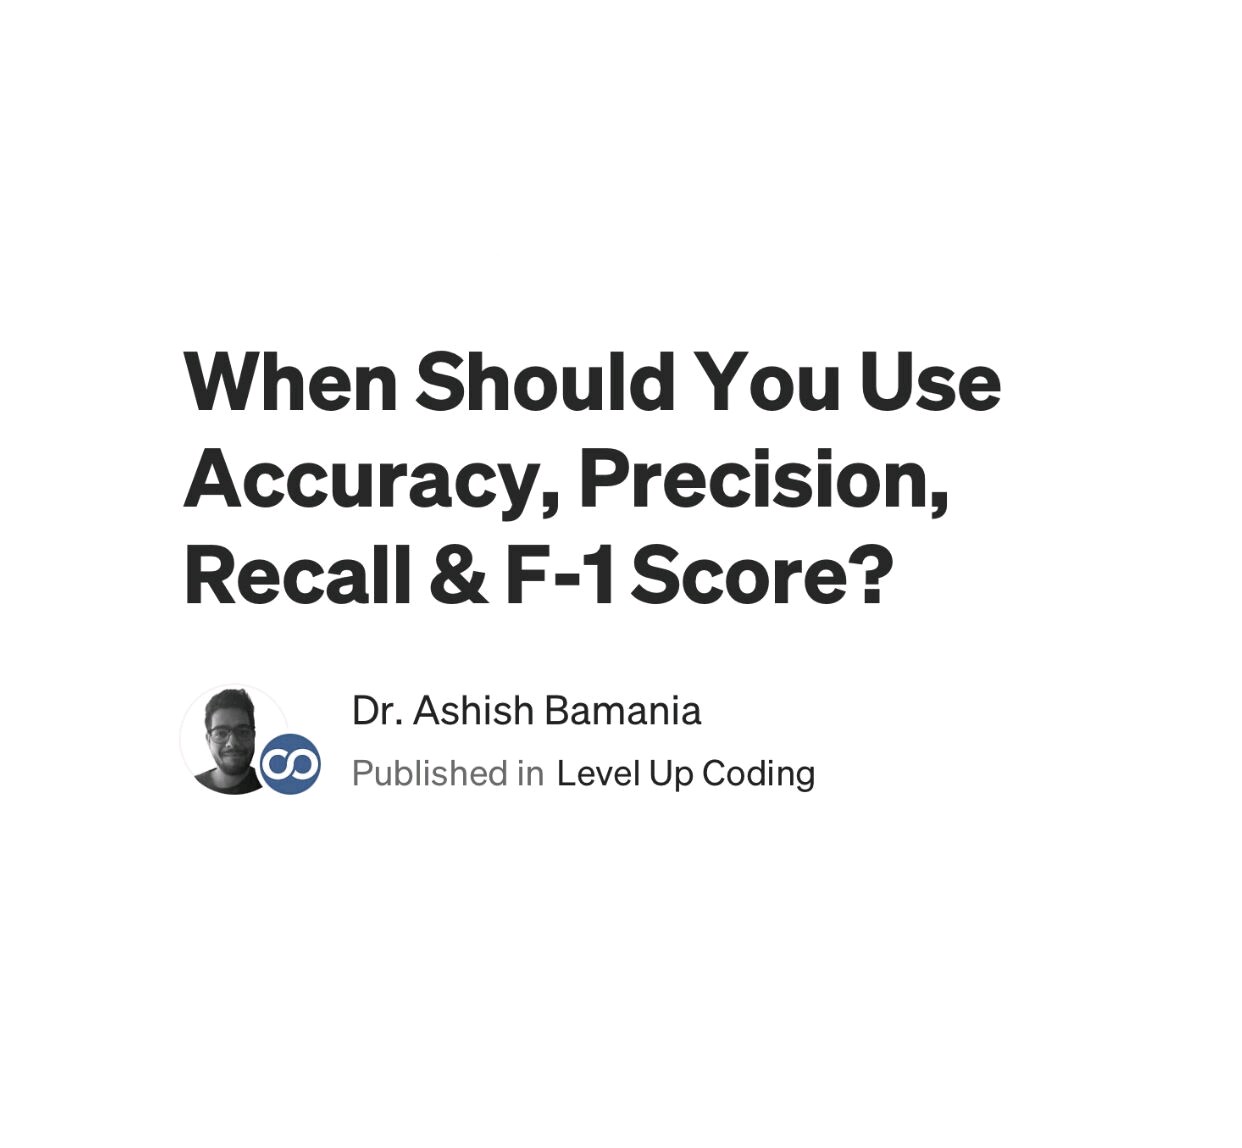 When Should You Use
Accuracy, Precision,
Recall & F-1 Score?
Dr. Ashish Bamania
Published in Level Up Coding